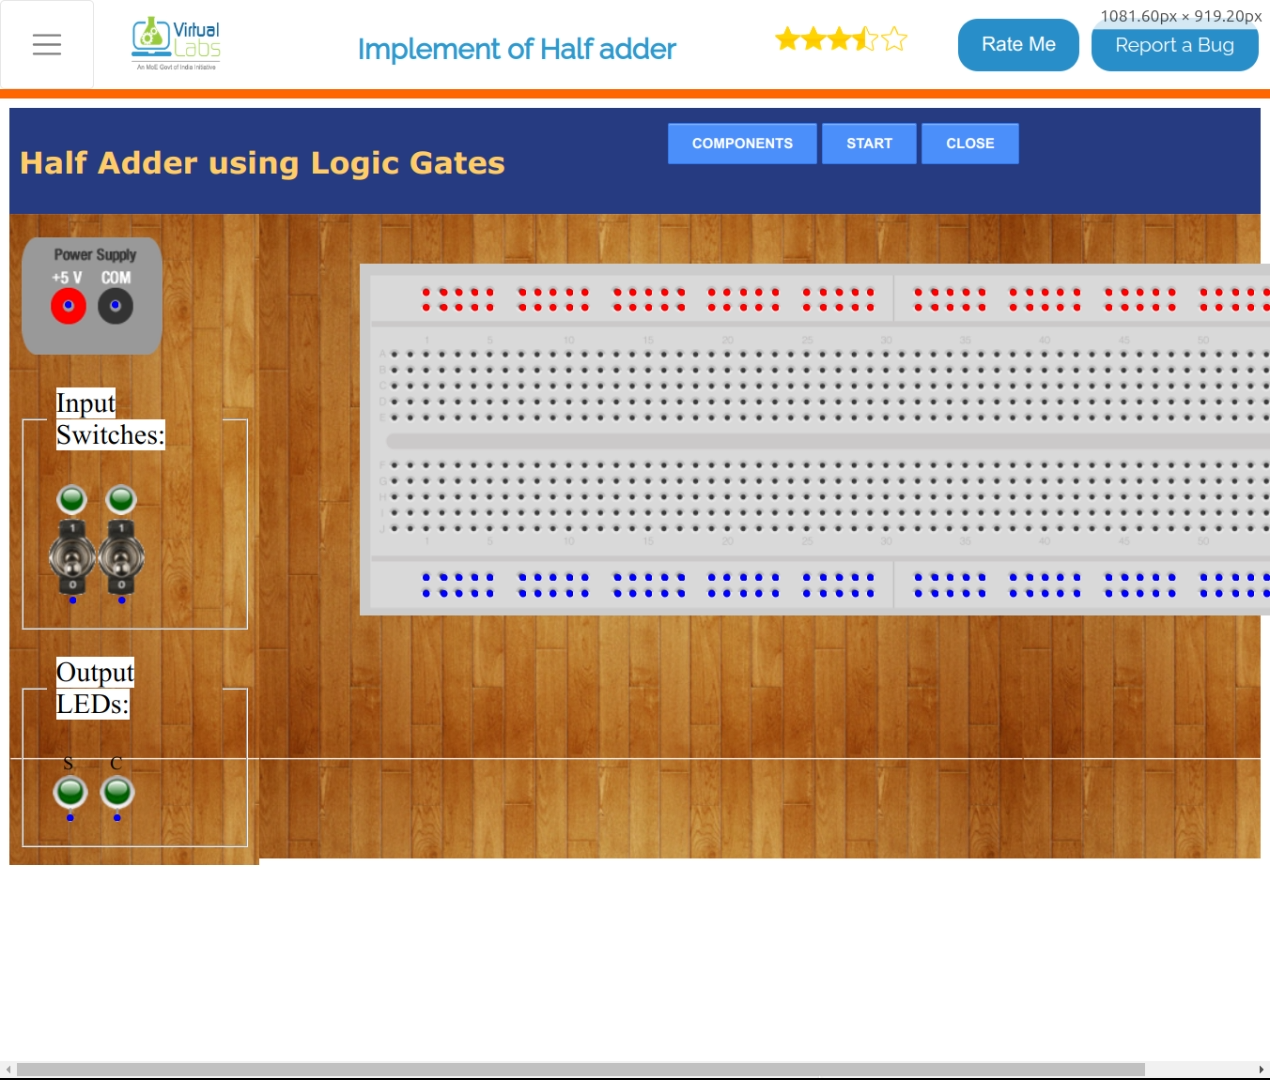 1081.60px × 919.20px
Virtual
Labs
An MoE Govt of India Initiative
Implement of Half adder
Rate Me
Report a Bug
Half Adder using Logic Gates
COMPONENTS
START
CLOSE
Power Supply
+5 V COM
Input
Switches:
1 1
0 0
Output
LEDs:
S C
1 5 10 15 20 25 30 35 40 45 50
A
B
C
D
E
F
G
H
I
J
1 5 10 15 20 25 30 35 40 45 50